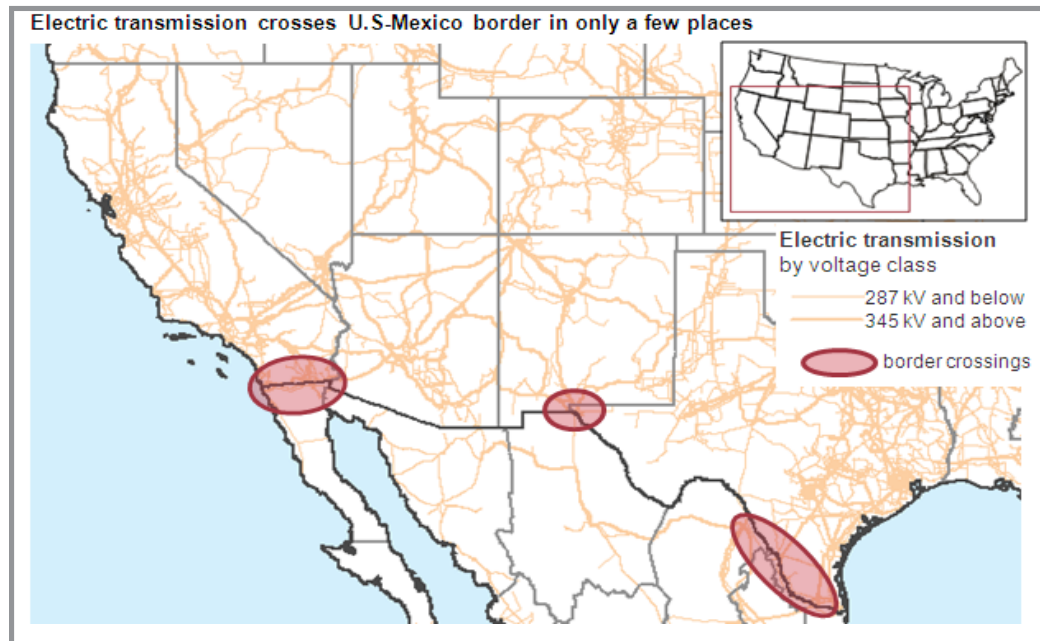 Electric transmission crosses U.S-Mexico border in only a few places
Electric transmission
by voltage class
287 kV and below
345 kV and above
border crossings